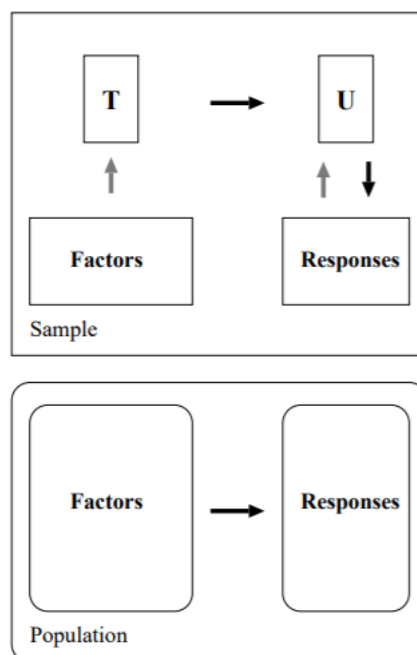 T
U
Factors
Responses
Sample
Factors
Responses
Population